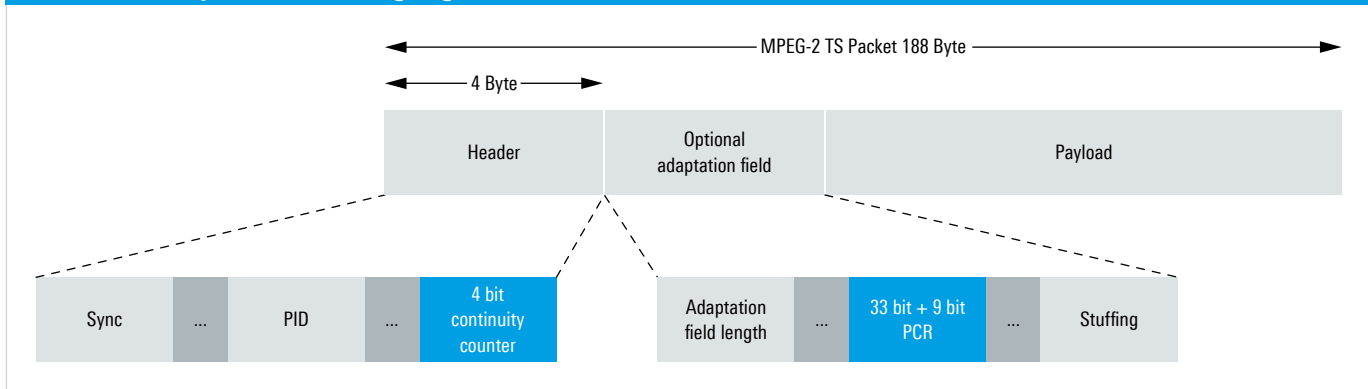 MPEG-2 TS Packet 188 Byte
4 Byte
Header
Optional
adaptation field
Payload
Sync
...
PID
...
4 bit
continuity
counter
Adaptation
field length
...
33 bit + 9 bit
PCR
...
Stuffing